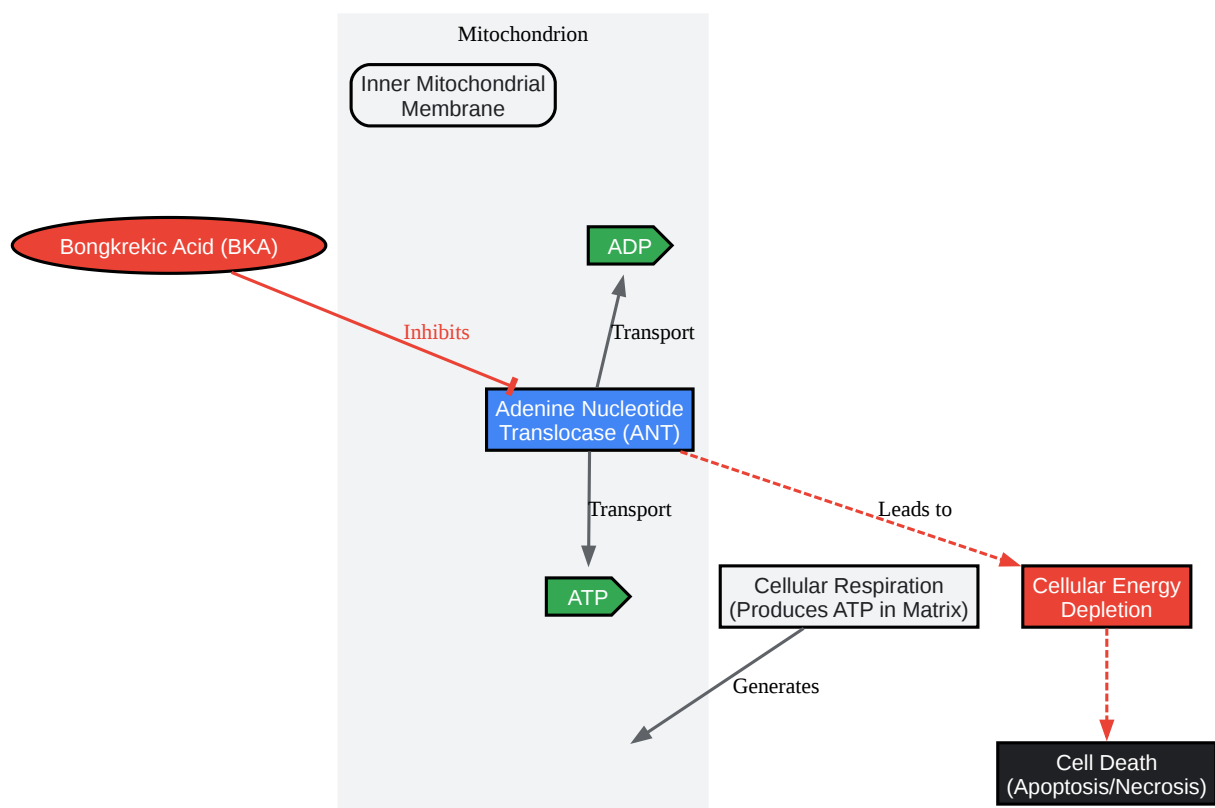 Mitochondrion
Inner Mitochondrial
Membrane
Bongkrekic Acid (BKA)
ADP
Inhibits
Transport
Adenine Nucleotide
Translocase (ANT)
Transport
Leads to
ATP
Cellular Respiration
(Produces ATP in Matrix)
Cellular Energy
Depletion
Generates
Cell Death
(Apoptosis/Necrosis)